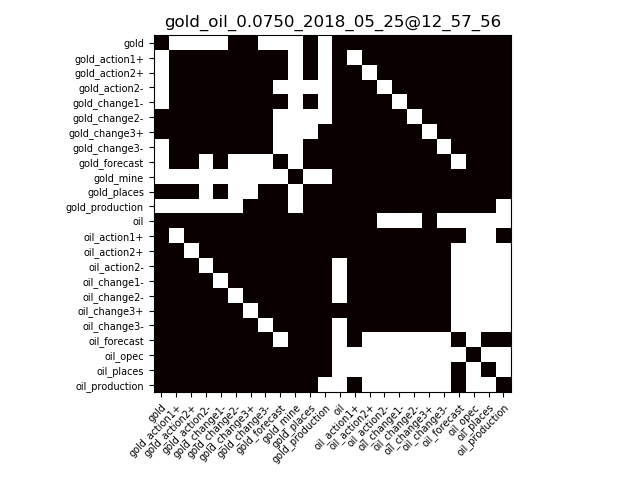 gold_oil_0.0750_2018_05_25@12_57_56
gold
gold_action1+
gold_action2+
gold_action2-
gold_change1-
gold_change2-
gold_change3+
gold_change3-
gold_forecast
gold_mine
gold_places
gold_production
oil
oil_action1+
oil_action2+
oil_action2-
oil_change1-
oil_change2-
oil_change3+
oil_change3-
oil_forecast
oil_opec
oil_places
oil_production
gold
gold_action1+
gold_action2+
gold_action2-
gold_change1-
gold_change2-
gold_change3+
gold_change3-
gold_forecast
gold_mine
gold_places
gold_production
oil
oil_action1+
oil_action2+
oil_action2-
oil_change1-
oil_change2-
oil_change3+
oil_change3-
oil_forecast
oil_opec
oil_places
oil_production